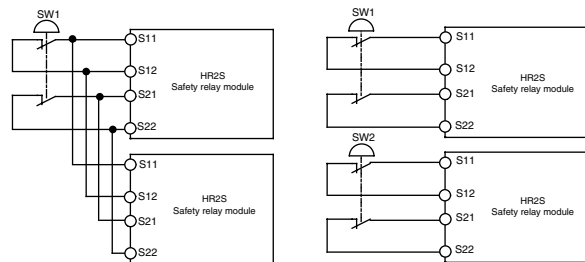 SW1
S11
S12
S21
S22
HR2S
Safety relay module
S11
S12
S21
S22
HR2S
Safety relay module
SW1
S11
S12
S21
S22
HR2S
Safety relay module
SW2
S11
S12
S21
S22
HR2S
Safety relay module